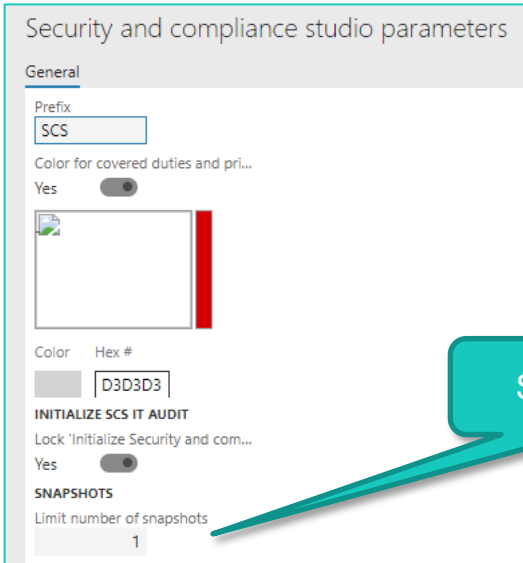 Security and compliance studio parameters
General
Prefix
SCS
Color for covered duties and pri...
Yes
Color Hex #
D3D3D3
INITIALIZE SCS IT AUDIT
Lock 'Initialize Security and com...
Yes
SNAPSHOTS
Limit number of snapshots
1
S